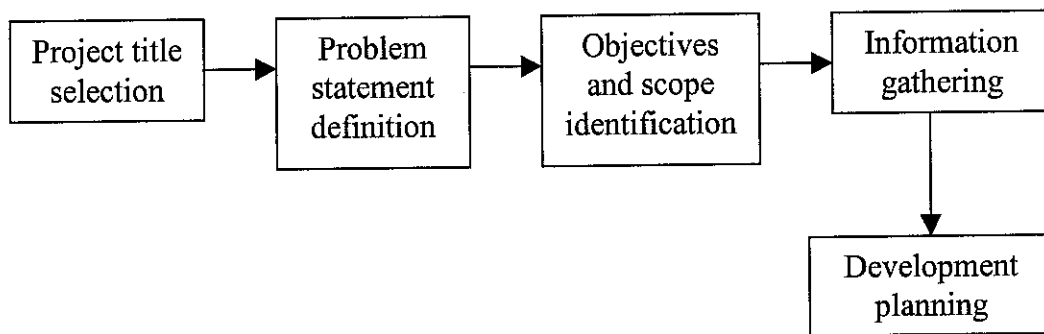 Project title
selection
Problem
statement
definition
Objectives
and scope
identification
Information
gathering
Development
planning